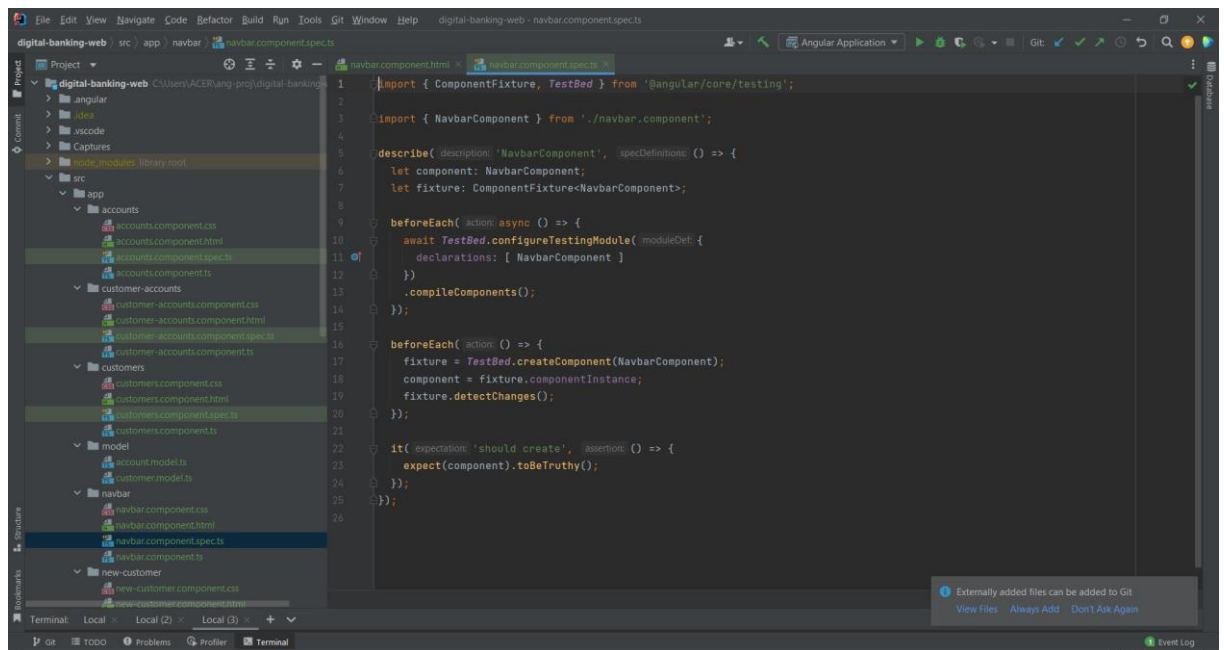 File Edit View Navigate Code Refactor Build Run Tools Git Window Help digital-banking-web - navbar.component.spec.ts
digital-banking-web src app navbar navbar.component.spec.ts Angular Application Git:
Project navbar.component.html navbar.component.spec.ts
Project
Commit
Structure
Bookmarks
Database
digital-banking-web C:\Users\ACER\ang-proj\digital-banking
.angular
.idea
.vscode
Captures
node_modules library root
src
app
accounts
accounts.component.css
accounts.component.html
accounts.component.spec.ts
accounts.component.ts
customer-accounts
customer-accounts.component.css
customer-accounts.component.html
customer-accounts.component.spec.ts
customer-accounts.component.ts
customers
customers.component.css
customers.component.html
customers.component.spec.ts
customers.component.ts
model
account.model.ts
customer.model.ts
navbar
navbar.component.css
navbar.component.html
navbar.component.spec.ts
navbar.component.ts
new-customer
new-customer.component.css
new-customer.component.html
1 import { ComponentFixture, TestBed } from '@angular/core/testing';
2
3 import { NavbarComponent } from './navbar.component';
4
5 describe( description: 'NavbarComponent', specDefinitions: () => {
6 let component: NavbarComponent;
7 let fixture: ComponentFixture<NavbarComponent>;
8
9 beforeEach( action: async () => {
10 await TestBed.configureTestingModule( moduleDef: {
11 declarations: [ NavbarComponent ]
12 })
13 .compileComponents();
14 });
15
16 beforeEach( action: () => {
17 fixture = TestBed.createComponent(NavbarComponent);
18 component = fixture.componentInstance;
19 fixture.detectChanges();
20 });
21
22 it( expectation: 'should create', assertion: () => {
23 expect(component).toBeTruthy();
24 });
25 });
26
Externally added files can be added to Git
View Files Always Add Don't Ask Again
Terminal: Local Local (2) Local (3)
Git TODO Problems Profiler Terminal 1 Event Log